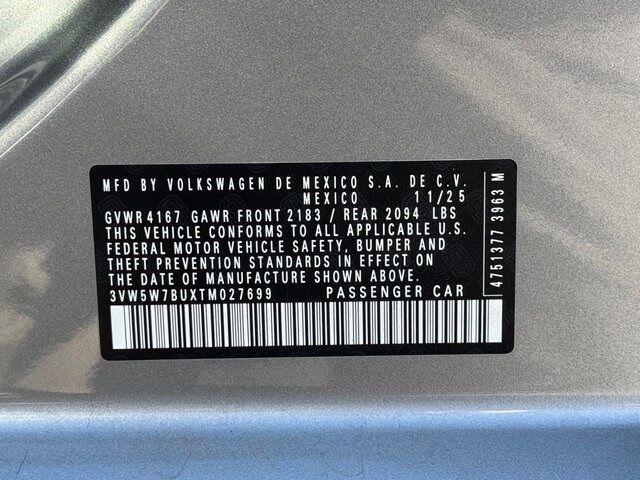 MFD BY VOLKSWAGEN DE MEXICO S.A. DE C.V.
MEXICO 11/25
GVWR 4167 GAWR FRONT 2183 / REAR 2094 LBS
THIS VEHICLE CONFORMS TO ALL APPLICABLE U.S.
FEDERAL MOTOR VEHICLE SAFETY, BUMPER AND
THEFT PREVENTION STANDARDS IN EFFECT ON
THE DATE OF MANUFACTURE SHOWN ABOVE.
3VW5W7BUXTM027699 PASSENGER CAR
4751377 3963 M